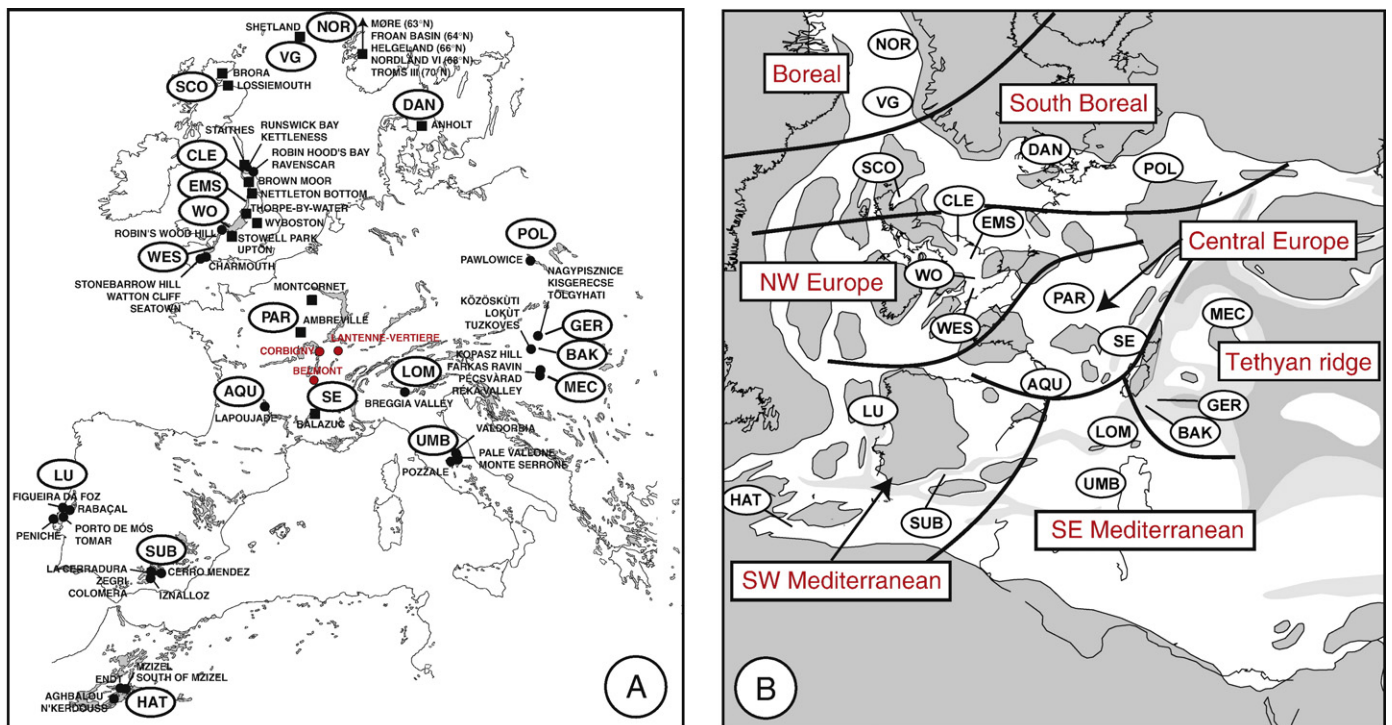 NOR
SHETLAND
VG
MØRE (63°N)
FROAN BASIN (64°N)
HELGELAND (66°N)
NORDLAND VI (68°N)
TROMS III (70°N)
BRORA
SCO
LOSSIEMOUTH
DAN
ANHOLT
STAITHES
RUNSWICK BAY
KETTLENESS
CLE
ROBIN HOOD'S BAY
RAVENSCAR
EMS
BROWN MOOR
NETTLETON BOTTOM
WO
THORPE-BY-WATER
WYBOSTON
ROBIN'S WOOD HILL
STOWELL PARK
UPTON
WES
CHARMOUTH
STONEBARROW HILL
WATTON CLIFF
SEATOWN
POL
PAWLOWICE
NAGYPISZNICE
KISGERECSE
TÖLGYHATI
MONTCORNET
KÖZÖSKÙTI
LOKÙT
TUZKOVES
PAR
AMBREVILLE
GER
LANTENNE-VERTIERE
CORBIGNY
BAK
KOPASZ HILL
FARKAS RAVIN
PÉCSVÀRAD
RÉKA VALLEY
LOM
MEC
BELMONT
AQU
SE
BREGGIA VALLEY
LAPOUJADE
BALAZUC
VALDORBIA
UMB
PALE VALLONE
MONTE SERRONE
POZZALE
LU
FIGUEIRA DA FOZ
RABAÇAL
PENICHE
PORTO DE MÓS
TOMAR
SUB
LA CERRADURA
CERRO MENDEZ
ZEGRI
COLOMERA
IZNALLOZ
MZIZEL
SOUTH OF MZIZEL
ENDT
AGHBALOU
N'KERDOUSS
HAT
A
NOR
Boreal
VG
South Boreal
DAN
SCO
POL
CLE
EMS
Central Europe
NW Europe
WO
PAR
MEC
WES
SE
Tethyan ridge
AQU
LU
GER
LOM
BAK
UMB
HAT
SUB
SE Mediterranean
SW Mediterranean
B